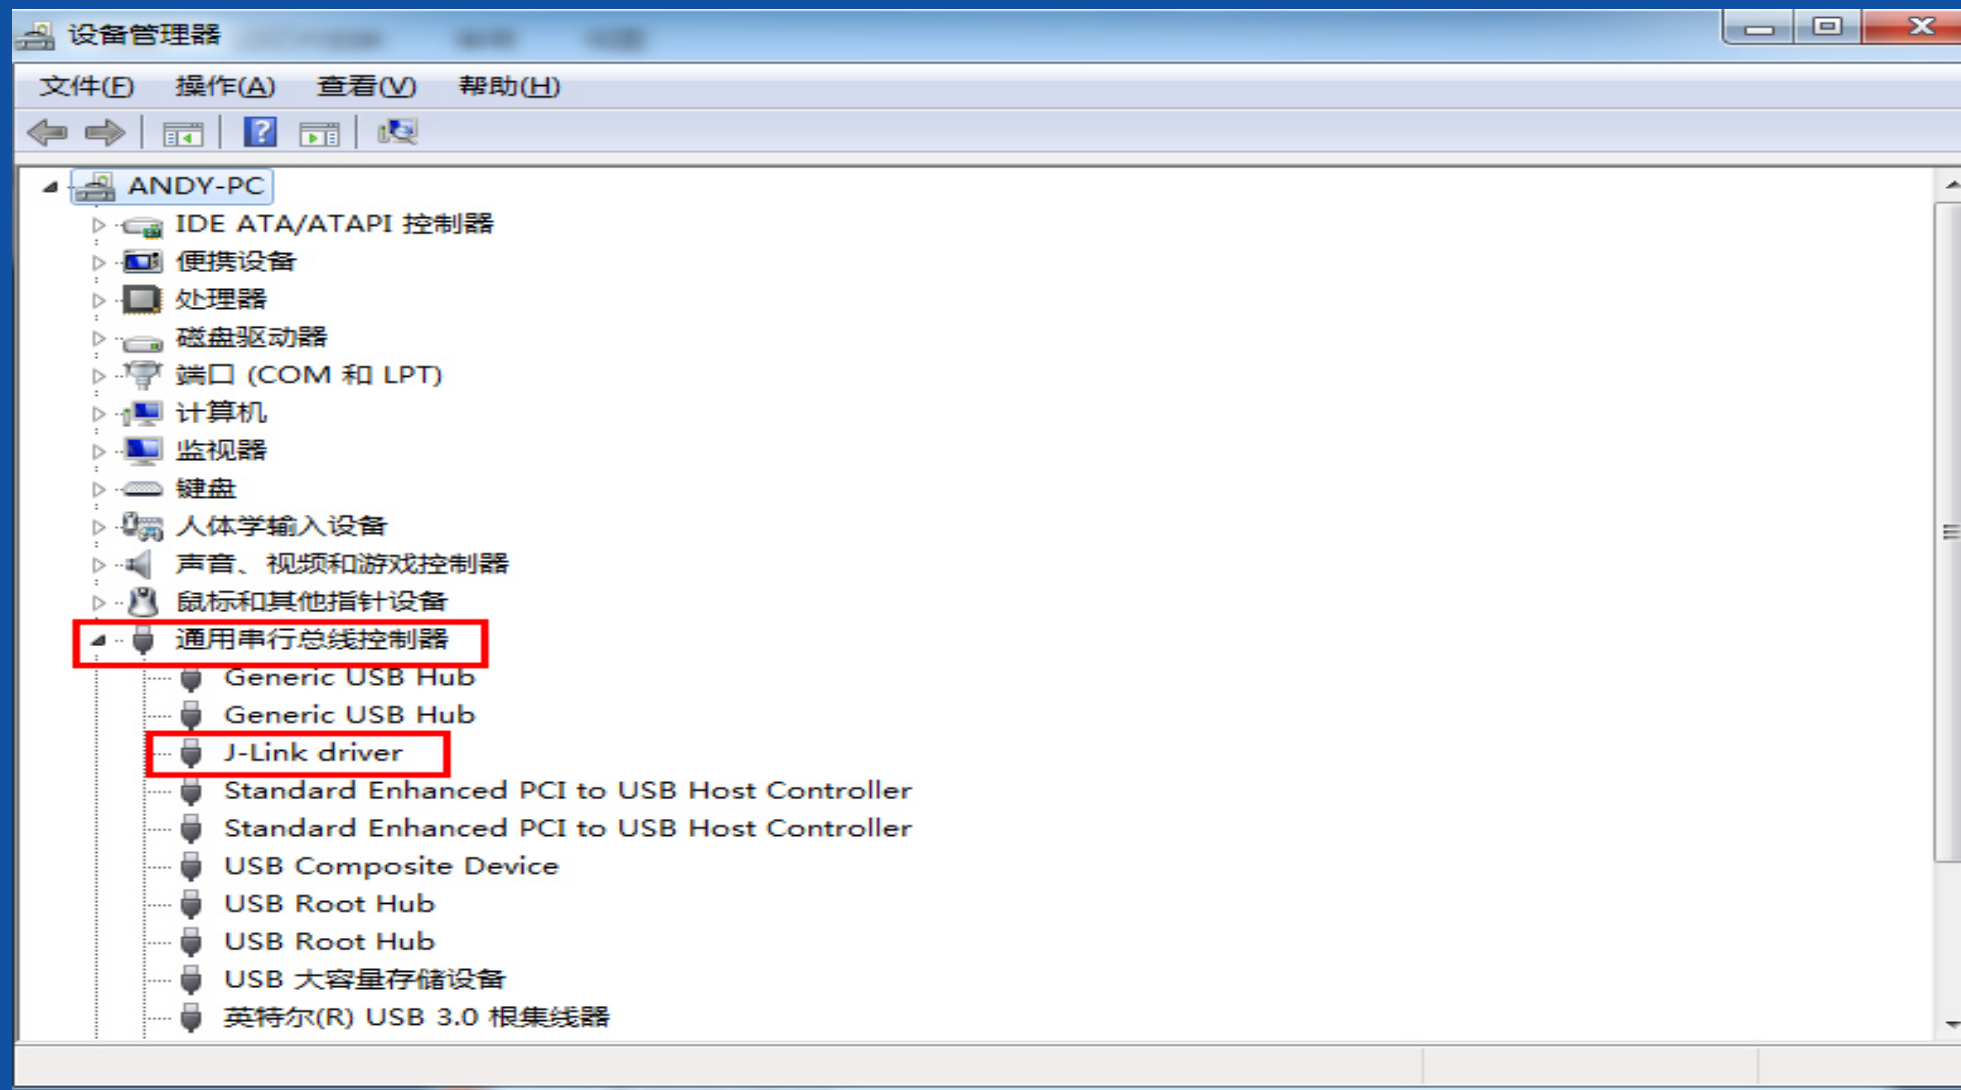 设备管理器
文件(F) 操作(A) 查看(V) 帮助(H)
ANDY-PC
IDE ATA/ATAPI 控制器
便携设备
处理器
磁盘驱动器
端口 (COM 和 LPT)
计算机
监视器
键盘
人体学输入设备
声音、视频和游戏控制器
鼠标和其他指针设备
通用串行总线控制器
Generic USB Hub
Generic USB Hub
J-Link driver
Standard Enhanced PCI to USB Host Controller
Standard Enhanced PCI to USB Host Controller
USB Composite Device
USB Root Hub
USB Root Hub
USB 大容量存储设备
英特尔(R) USB 3.0 根集线器